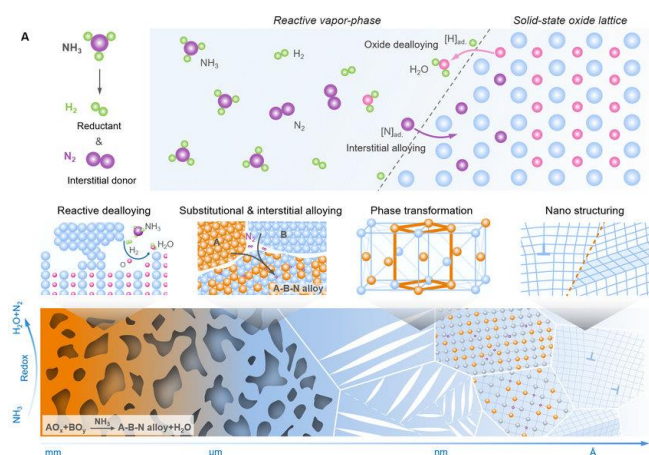 A
Reactive vapor-phase
Solid-state oxide lattice
NH₃
H₂
Reductant
&
N₂
Interstitial donor
NH₃
H₂
N₂
Oxide dealloying
[H]ad.
H₂O
[N]ad.
Interstitial alloying
Reactive dealloying
Substitutional & interstitial alloying
Phase transformation
Nano structuring
NH₃
H₂
H₂O
O
A
N₂
B
A-B-N alloy
H₂O+N₂
Redox
NH₃
AOₓ+BOᵧ NH₃ → A-B-N alloy+H₂O
mm
μm
nm
Å